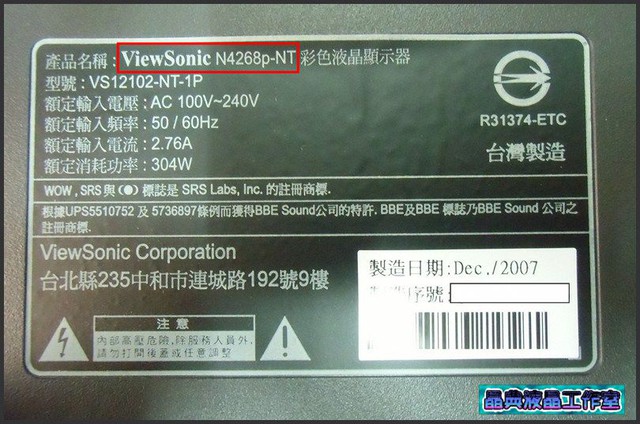 產品名稱: ViewSonic N4268p-NT 彩色液晶顯示器
型號: VS12102-NT-1P
額定輸入電壓: AC 100V~240V
額定輸入頻率: 50 / 60Hz
額定輸入電流: 2.76A
額定消耗功率: 304W
R31374-ETC
台灣製造
WOW , SRS與 標誌是 SRS Labs, Inc. 的註冊商標.
根據UPS5510752 及 5736897條例而獲得BBE Sound公司的特許. BBE及BBE 標誌乃BBE Sound 公司之
註冊商標.
ViewSonic Corporation
台北縣235中和市連城路192號9樓
製造日期:Dec./2007
製造序號:
注意
內部高壓危險,除服務人員外,
請勿打開後蓋或任意調整
晶典液晶工作室